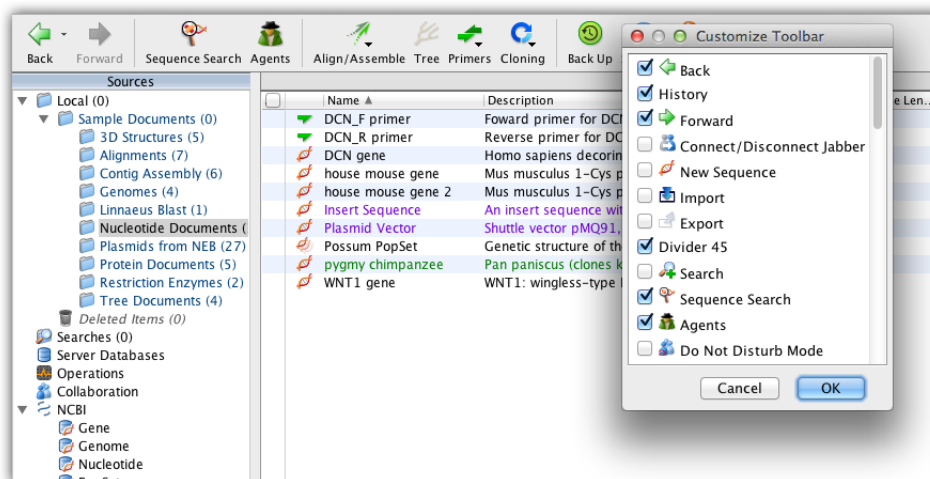 Customize Toolbar
Back Forward Sequence Search Agents Align/Assemble Tree Primers Cloning Back Up
Sources
Local (0)
Sample Documents (0)
3D Structures (5)
Alignments (7)
Contig Assembly (6)
Genomes (4)
Linnaeus Blast (1)
Nucleotide Documents (
Plasmids from NEB (27)
Protein Documents (5)
Restriction Enzymes (2)
Tree Documents (4)
Deleted Items (0)
Searches (0)
Server Databases
Operations
Collaboration
NCBI
Gene
Genome
Nucleotide
Name Description
DCN_F primer Foward primer for DC
DCN_R primer Reverse primer for DC
DCN gene Homo sapiens decorin
house mouse gene Mus musculus 1-Cys p
house mouse gene 2 Mus musculus 1-Cys p
Insert Sequence An insert sequence wit
Plasmid Vector Shuttle vector pMQ91,
Possum PopSet Genetic structure of th
pygmy chimpanzee Pan paniscus (clones k
WNT1 gene WNT1: wingless-type
e Len..
Back
History
Forward
Connect/Disconnect Jabber
New Sequence
Import
Export
Divider 45
Search
Sequence Search
Agents
Do Not Disturb Mode
Cancel OK